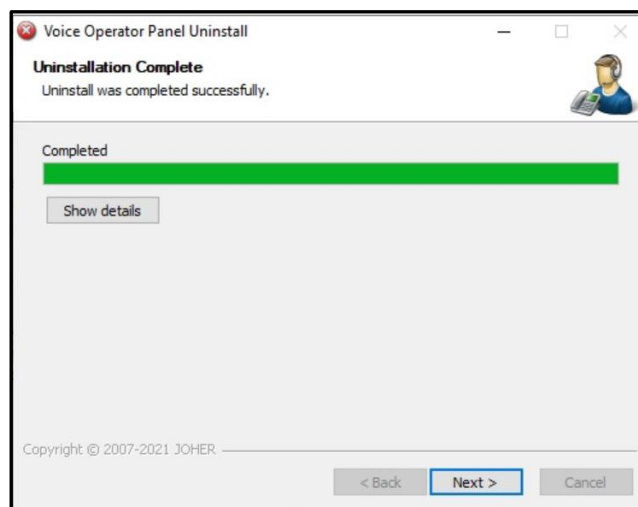 Voice Operator Panel Uninstall
Uninstallation Complete
Uninstall was completed successfully.
Completed
Show details
Copyright © 2007-2021 JOHER
< Back
Next >
Cancel